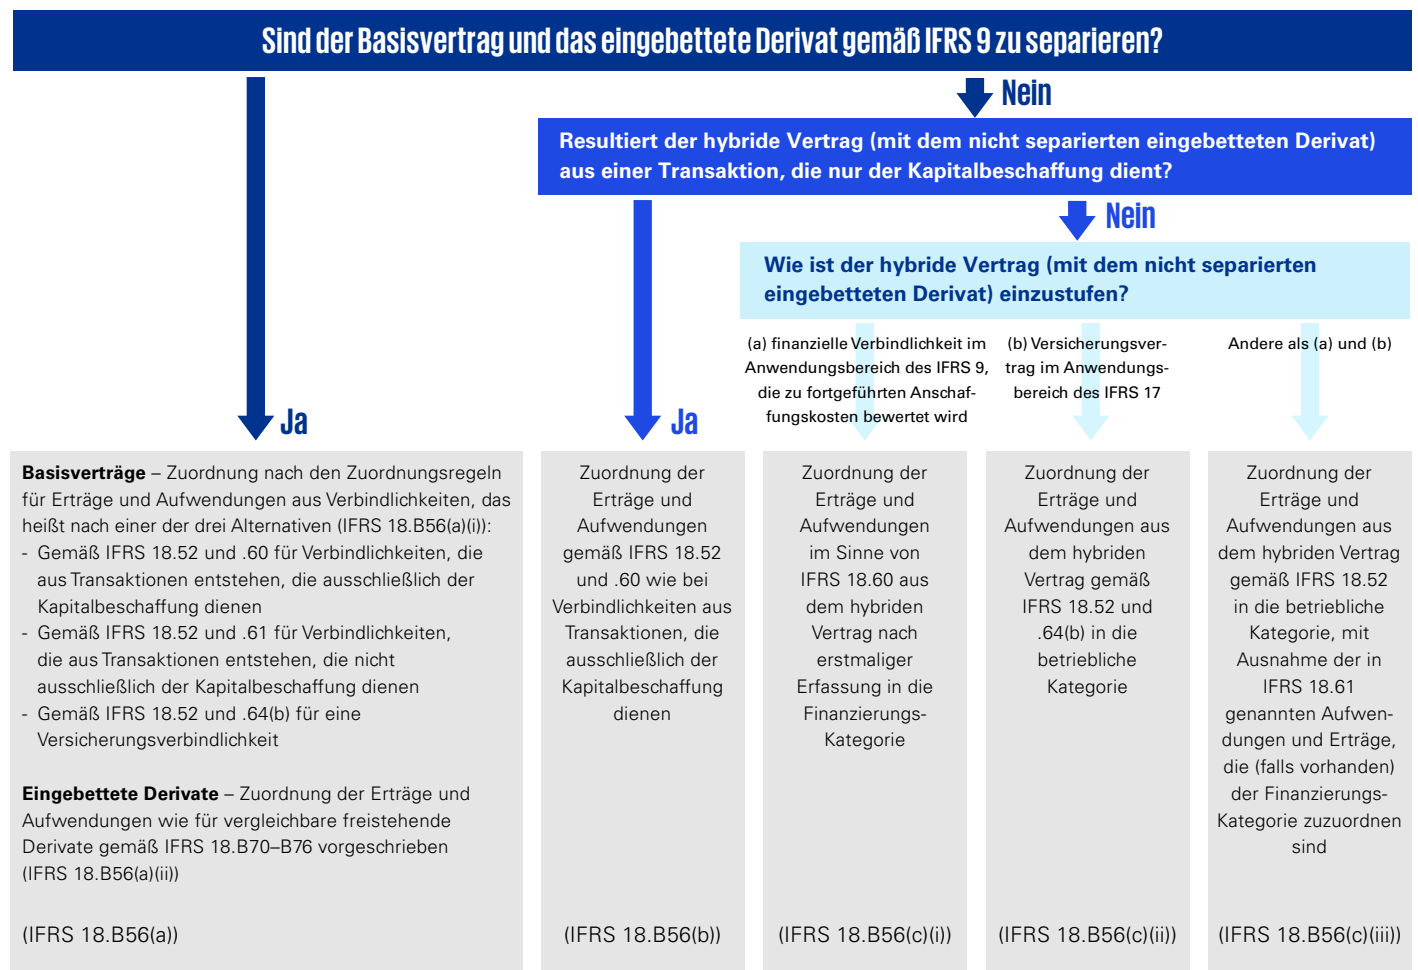 Sind der Basisvertrag und das eingebettete Derivat gemäß IFRS 9 zu separieren?
Nein
Resultiert der hybride Vertrag (mit dem nicht separierten eingebetteten Derivat)
aus einer Transaktion, die nur der Kapitalbeschaffung dient?
Nein
Wie ist der hybride Vertrag (mit dem nicht separierten
eingebetteten Derivat) einzustufen?
(a) finanzielle Verbindlichkeit im
Anwendungsbereich des IFRS 9,
die zu fortgeführten Anschaf-
fungskosten bewertet wird
(b) Versicherungsver-
trag im Anwendungs-
bereich des IFRS 17
Andere als (a) und (b)
Ja
Ja
Basisverträge – Zuordnung nach den Zuordnungsregeln
für Erträge und Aufwendungen aus Verbindlichkeiten, das
heißt nach einer der drei Alternativen (IFRS 18.B56(a)(i)):
- Gemäß IFRS 18.52 und .60 für Verbindlichkeiten, die
aus Transaktionen entstehen, die ausschließlich der
Kapitalbeschaffung dienen
- Gemäß IFRS 18.52 und .61 für Verbindlichkeiten,
die aus Transaktionen entstehen, die nicht
ausschließlich der Kapitalbeschaffung dienen
- Gemäß IFRS 18.52 und .64(b) für eine
Versicherungsverbindlichkeit
Eingebettete Derivate – Zuordnung der Erträge und
Aufwendungen wie für vergleichbare freistehende
Derivate gemäß IFRS 18.B70–B76 vorgeschrieben
(IFRS 18.B56(a)(ii))
(IFRS 18.B56(a))
Zuordnung der
Erträge und
Aufwendungen
gemäß IFRS 18.52
und .60 wie bei
Verbindlichkeiten aus
Transaktionen, die
ausschließlich der
Kapitalbeschaffung
dienen
(IFRS 18.B56(b))
Zuordnung der
Erträge und
Aufwendungen
im Sinne von
IFRS 18.60 aus
dem hybriden
Vertrag nach
erstmaliger
Erfassung in die
Finanzierungs-
Kategorie
(IFRS 18.B56(c)(i))
Zuordnung der
Erträge und
Aufwendungen aus
dem hybriden
Vertrag gemäß
IFRS 18.52 und
.64(b) in die
betriebliche
Kategorie
(IFRS 18.B56(c)(ii))
Zuordnung der
Erträge und
Aufwendungen aus
dem hybriden Vertrag
gemäß IFRS 18.52
in die betriebliche
Kategorie, mit
Ausnahme der in
IFRS 18.61
genannten Aufwen-
dungen und Erträge,
die (falls vorhanden)
der Finanzierungs-
Kategorie zuzuordnen
sind
(IFRS 18.B56(c)(iii))